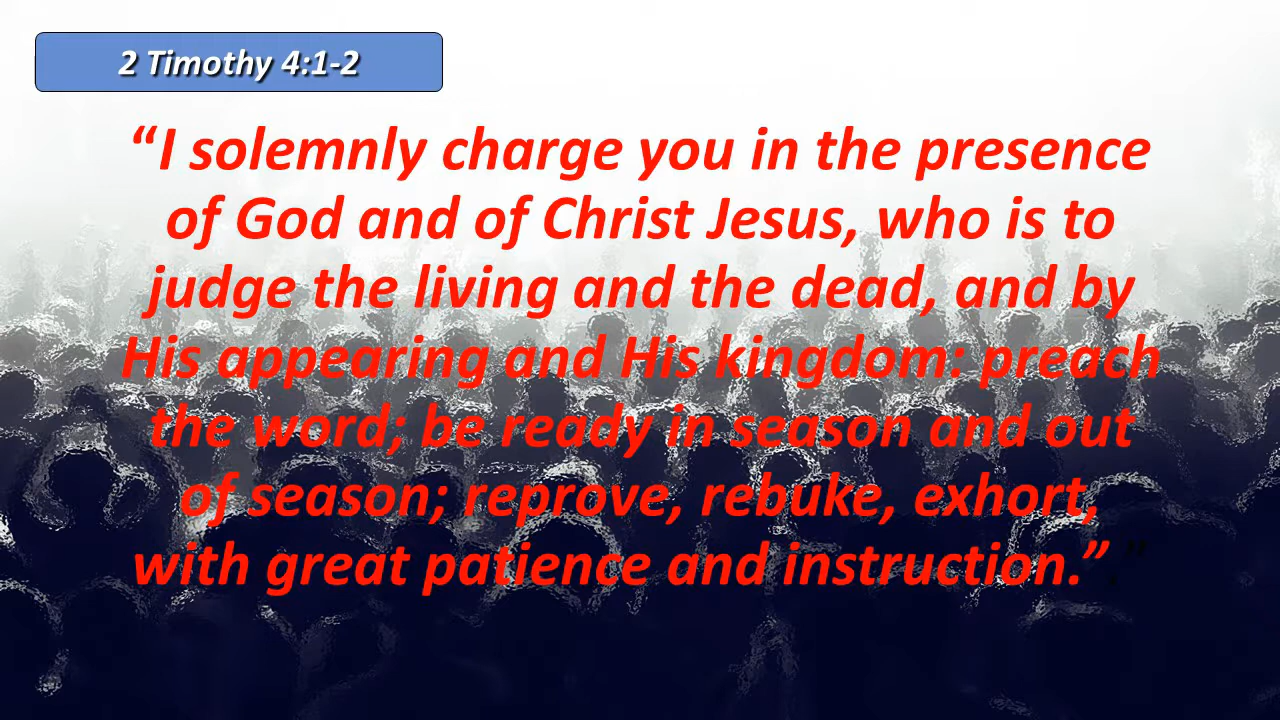 2 Timothy 4:1-2
“I solemnly charge you in the presence
of God and of Christ Jesus, who is to
judge the living and the dead, and by
His appearing and His kingdom: preach
the word; be ready in season and out
of season; reprove, rebuke, exhort,
with great patience and instruction.” ."